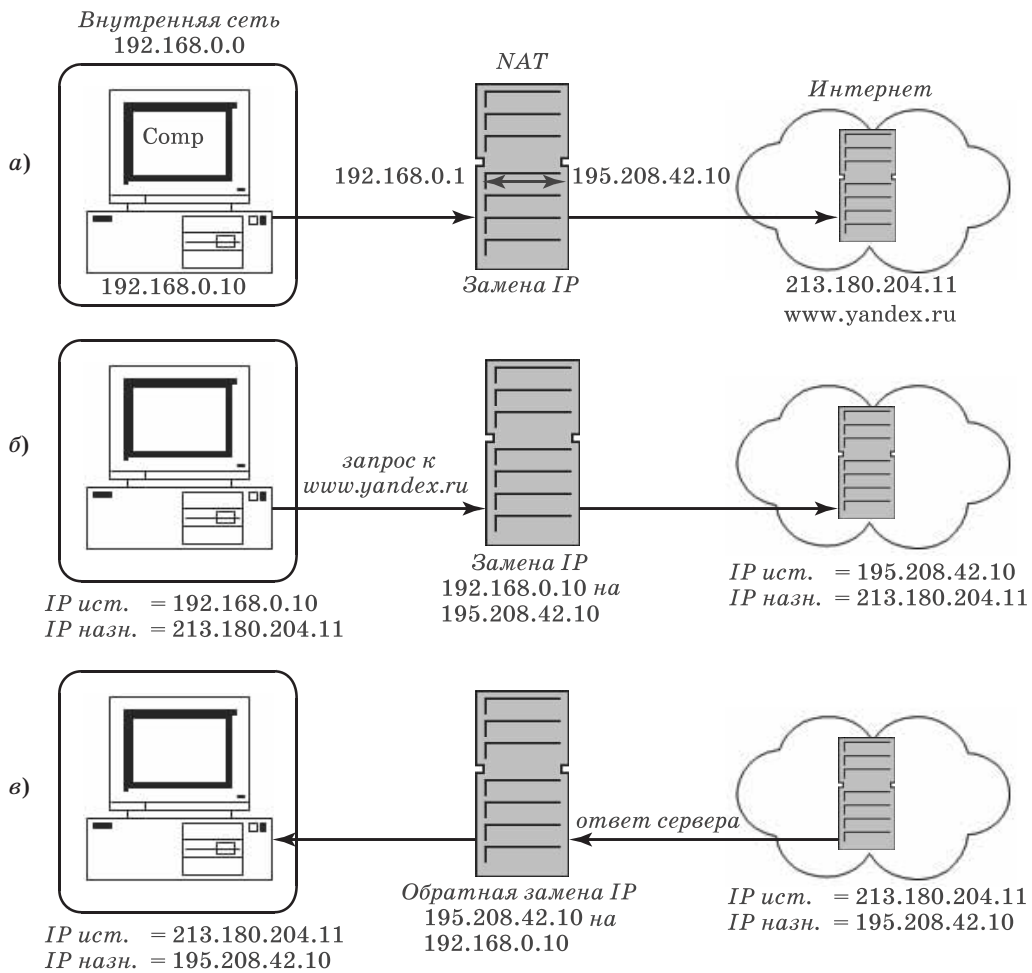 Внутренняя сеть
192.168.0.0
NAT
Интернет
а)
Comp
192.168.0.1
195.208.42.10
192.168.0.10
Замена IP
213.180.204.11
www.yandex.ru
б)
запрос к
www.yandex.ru
Замена IP
192.168.0.10 на
195.208.42.10
IP ист. = 192.168.0.10
IP назн. = 213.180.204.11
IP ист. = 195.208.42.10
IP назн. = 213.180.204.11
в)
ответ сервера
Обратная замена IP
195.208.42.10 на
192.168.0.10
IP ист. = 213.180.204.11
IP назн. = 195.208.42.10
IP ист. = 213.180.204.11
IP назн. = 195.208.42.10